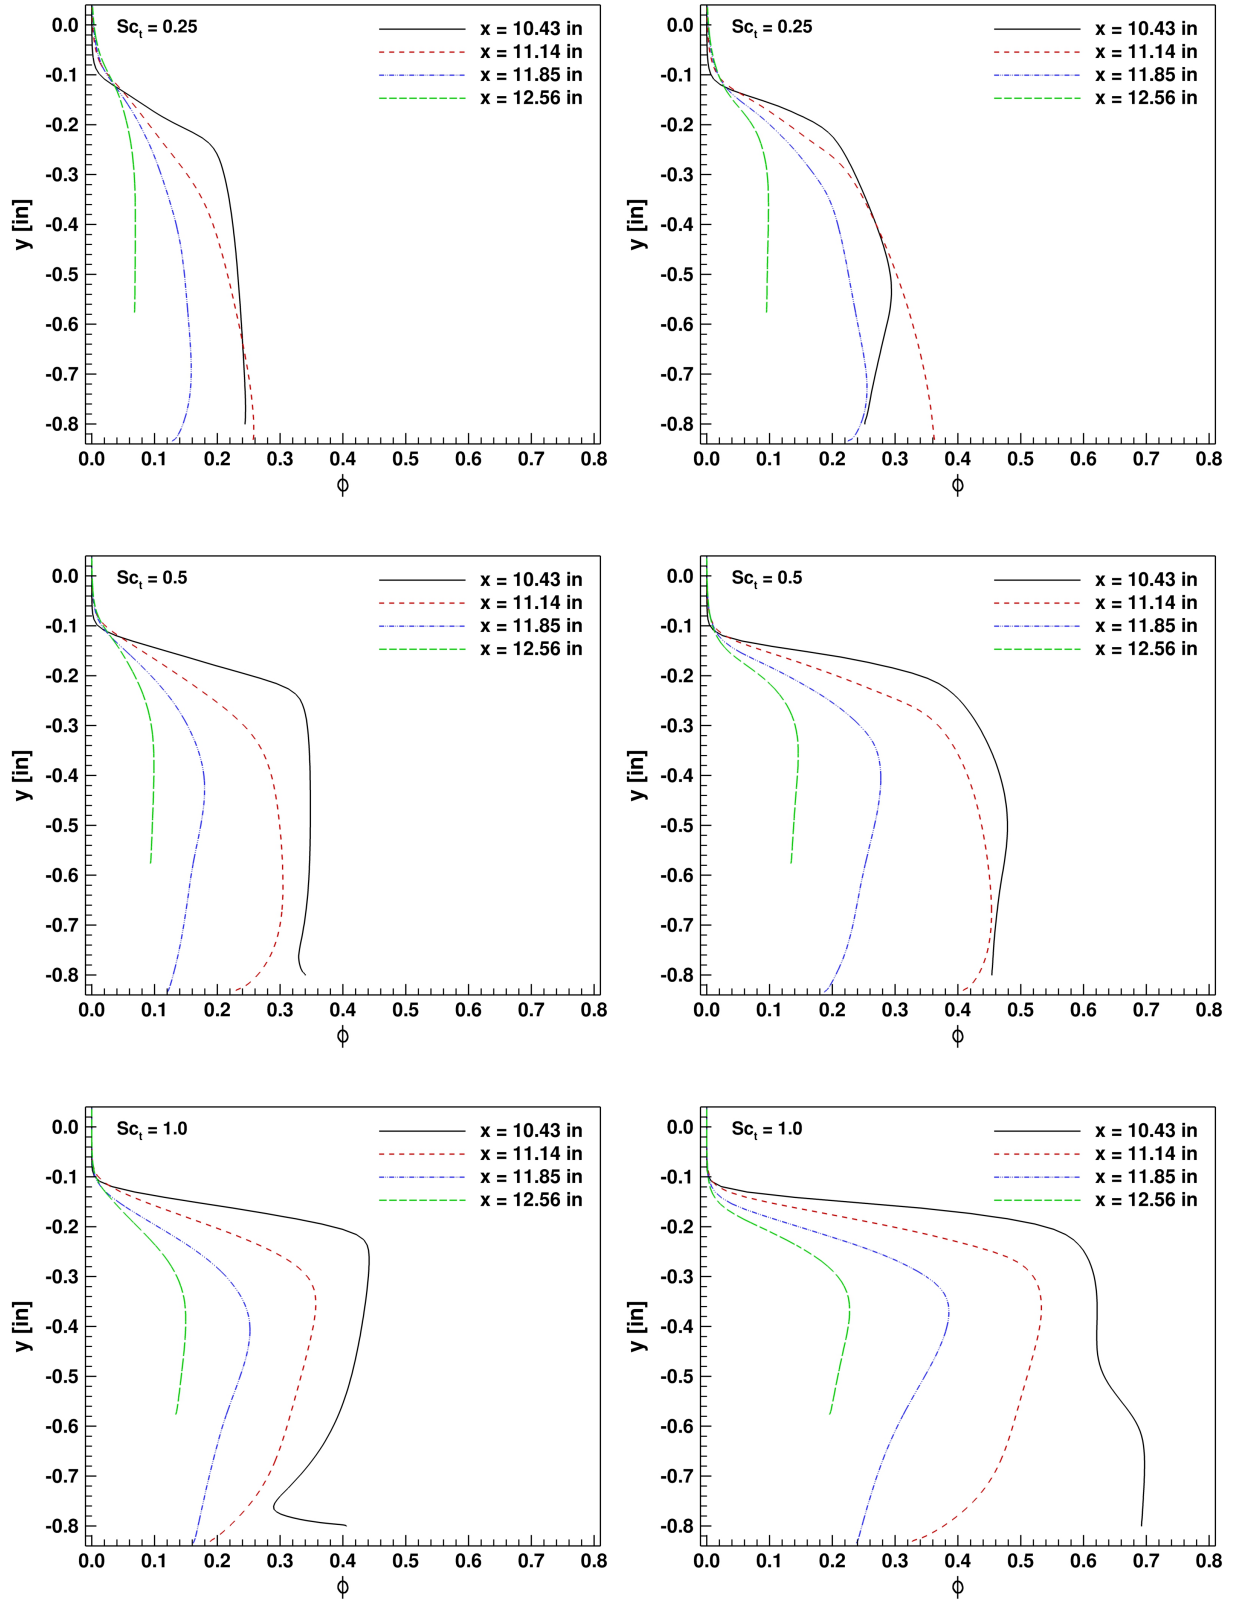 Sc_t = 0.25
x = 10.43 in
x = 11.14 in
x = 11.85 in
x = 12.56 in
0.0
-0.1
-0.2
-0.3
-0.4
-0.5
-0.6
-0.7
-0.8
y [in]
0.0 0.1 0.2 0.3 0.4 0.5 0.6 0.7 0.8
ϕ
Sc_t = 0.25
x = 10.43 in
x = 11.14 in
x = 11.85 in
x = 12.56 in
0.0
-0.1
-0.2
-0.3
-0.4
-0.5
-0.6
-0.7
-0.8
y [in]
0.0 0.1 0.2 0.3 0.4 0.5 0.6 0.7 0.8
ϕ
Sc_t = 0.5
x = 10.43 in
x = 11.14 in
x = 11.85 in
x = 12.56 in
0.0
-0.1
-0.2
-0.3
-0.4
-0.5
-0.6
-0.7
-0.8
y [in]
0.0 0.1 0.2 0.3 0.4 0.5 0.6 0.7 0.8
ϕ
Sc_t = 0.5
x = 10.43 in
x = 11.14 in
x = 11.85 in
x = 12.56 in
0.0
-0.1
-0.2
-0.3
-0.4
-0.5
-0.6
-0.7
-0.8
y [in]
0.0 0.1 0.2 0.3 0.4 0.5 0.6 0.7 0.8
ϕ
Sc_t = 1.0
x = 10.43 in
x = 11.14 in
x = 11.85 in
x = 12.56 in
0.0
-0.1
-0.2
-0.3
-0.4
-0.5
-0.6
-0.7
-0.8
y [in]
0.0 0.1 0.2 0.3 0.4 0.5 0.6 0.7 0.8
ϕ
Sc_t = 1.0
x = 10.43 in
x = 11.14 in
x = 11.85 in
x = 12.56 in
0.0
-0.1
-0.2
-0.3
-0.4
-0.5
-0.6
-0.7
-0.8
y [in]
0.0 0.1 0.2 0.3 0.4 0.5 0.6 0.7 0.8
ϕ